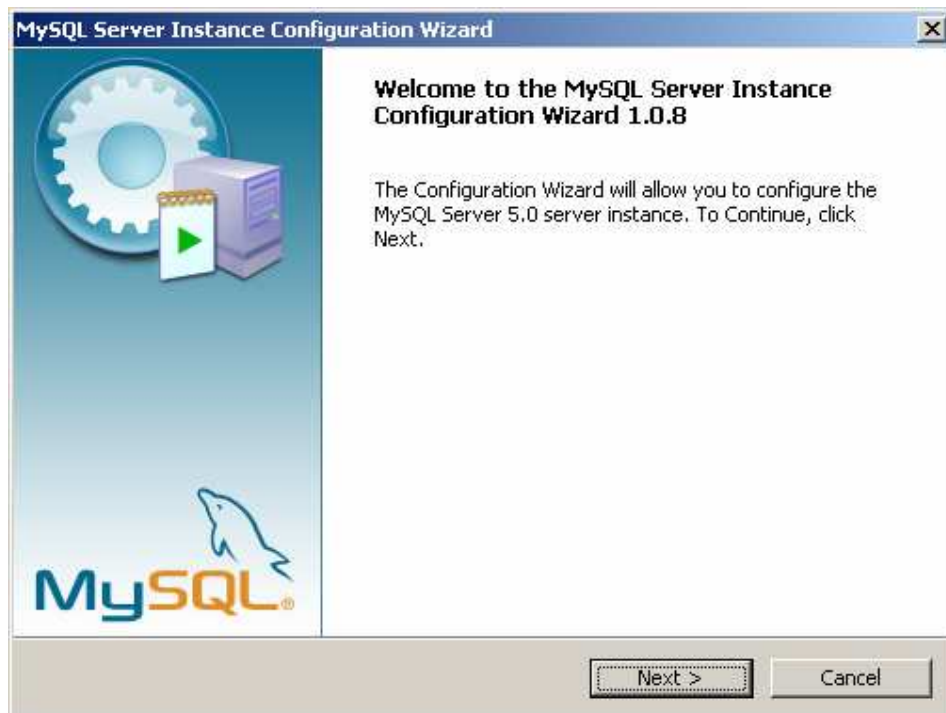 MySQL Server Instance Configuration Wizard
Welcome to the MySQL Server Instance
Configuration Wizard 1.0.8
The Configuration Wizard will allow you to configure the
MySQL Server 5.0 server instance. To Continue, click
Next.
MySQL®
Next >
Cancel